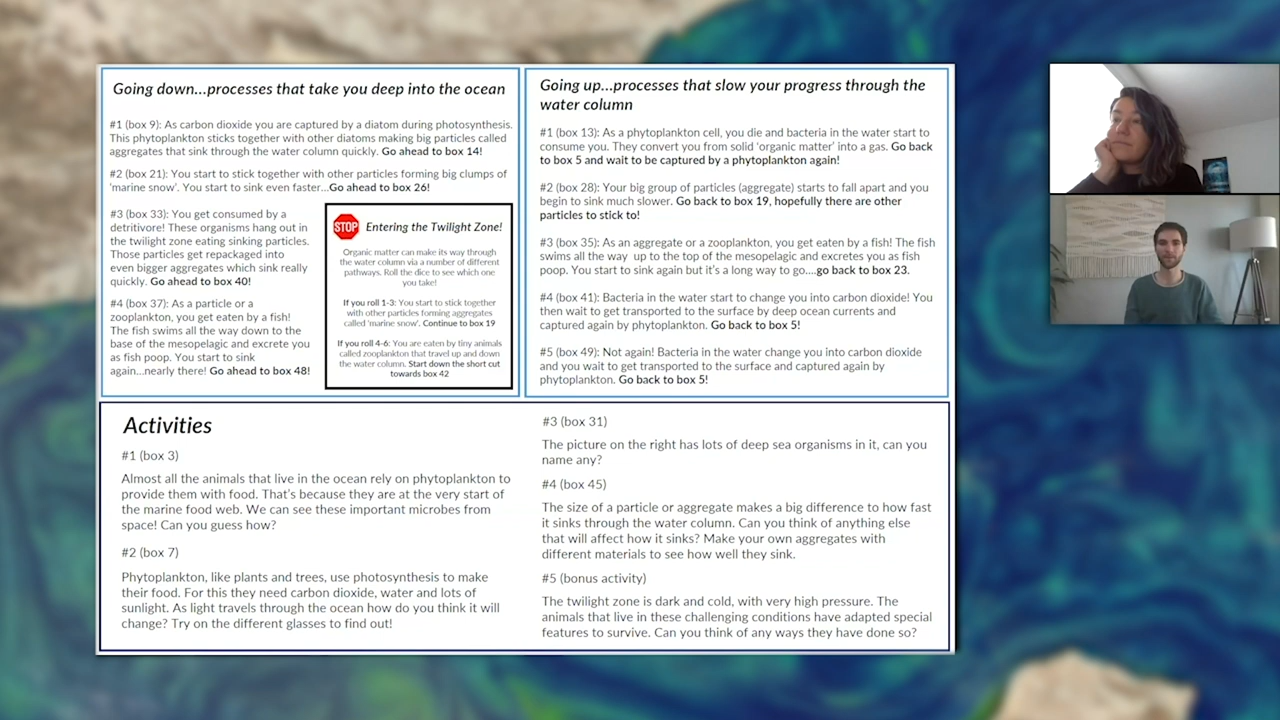 Going down...processes that take you deep into the ocean
#1 (box 9): As carbon dioxide you are captured by a diatom during photosynthesis.
This phytoplankton sticks together with other diatoms making big particles called
aggregates that sink through the water column quickly. Go ahead to box 14!
#2 (box 21): You start to stick together with other particles forming big clumps of
'marine snow'. You start to sink even faster...Go ahead to box 26!
#3 (box 33): You get consumed by a
detritivore! These organisms hang out in
the twilight zone eating sinking particles.
Those particles get repackaged into
even bigger aggregates which sink really
quickly. Go ahead to box 40!
#4 (box 37): As a particle or a
zooplankton, you get eaten by a fish!
The fish swims all the way down to the
base of the mesopelagic and excrete you
as fish poop. You start to sink
again...nearly there! Go ahead to box 48!
STOP Entering the Twilight Zone!
Organic matter can make its way through
the water column via a number of different
pathways. Roll the dice to see which one
you take!
If you roll 1-3: You start to stick together
with other particles forming aggregates
called 'marine snow'. Continue to box 19
If you roll 4-6: You are eaten by tiny animals
called zooplankton that travel up and down
the water column. Start down the short cut
towards box 42
Going up...processes that slow your progress through the
water column
#1 (box 13): As a phytoplankton cell, you die and bacteria in the water start to
consume you. They convert you from solid 'organic matter' into a gas. Go back
to box 5 and wait to be captured by a phytoplankton again!
#2 (box 28): Your big group of particles (aggregate) starts to fall apart and you
begin to sink much slower. Go back to box 19, hopefully there are other
particles to stick to!
#3 (box 35): As an aggregate or a zooplankton, you get eaten by a fish! The fish
swims all the way up to the top of the mesopelagic and excretes you as fish
poop. You start to sink again but it's a long way to go....go back to box 23.
#4 (box 41): Bacteria in the water start to change you into carbon dioxide! You
then wait to get transported to the surface by deep ocean currents and
captured again by phytoplankton. Go back to box 5!
#5 (box 49): Not again! Bacteria in the water change you into carbon dioxide
and you wait to get transported to the surface and captured again by
phytoplankton. Go back to box 5!
Activities
#1 (box 3)
Almost all the animals that live in the ocean rely on phytoplankton to
provide them with food. That's because they are at the very start of
the marine food web. We can see these important microbes from
space! Can you guess how?
#2 (box 7)
Phytoplankton, like plants and trees, use photosynthesis to make
their food. For this they need carbon dioxide, water and lots of
sunlight. As light travels through the ocean how do you think it will
change? Try on the different glasses to find out!
#3 (box 31)
The picture on the right has lots of deep sea organisms in it, can you
name any?
#4 (box 45)
The size of a particle or aggregate makes a big difference to how fast
it sinks through the water column. Can you think of anything else
that will affect how it sinks? Make your own aggregates with
different materials to see how well they sink.
#5 (bonus activity)
The twilight zone is dark and cold, with very high pressure. The
animals that live in these challenging conditions have adapted special
features to survive. Can you think of any ways they have done so?